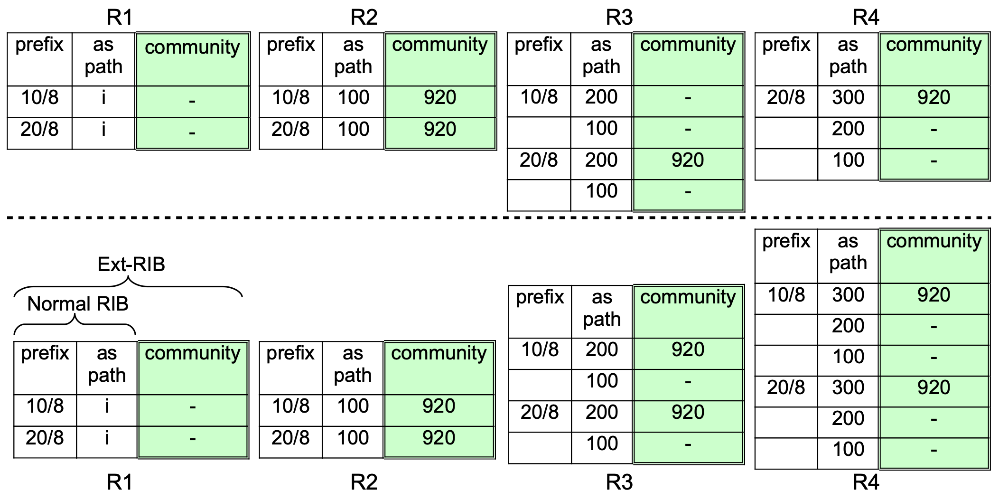 R1 R2 R3 R4
prefix as path community
10/8 i -
20/8 i -
prefix as path community
10/8 100 920
20/8 100 920
prefix as path community
10/8 200 -
100 -
20/8 200 920
100 -
prefix as path community
20/8 300 920
200 -
100 -
Ext-RIB
Normal RIB
prefix as path community
10/8 i -
20/8 i -
prefix as path community
10/8 100 920
20/8 100 920
prefix as path community
10/8 200 920
100 -
20/8 200 920
100 -
prefix as path community
10/8 300 920
200 -
100 -
20/8 300 920
200 -
100 -
R1 R2 R3 R4